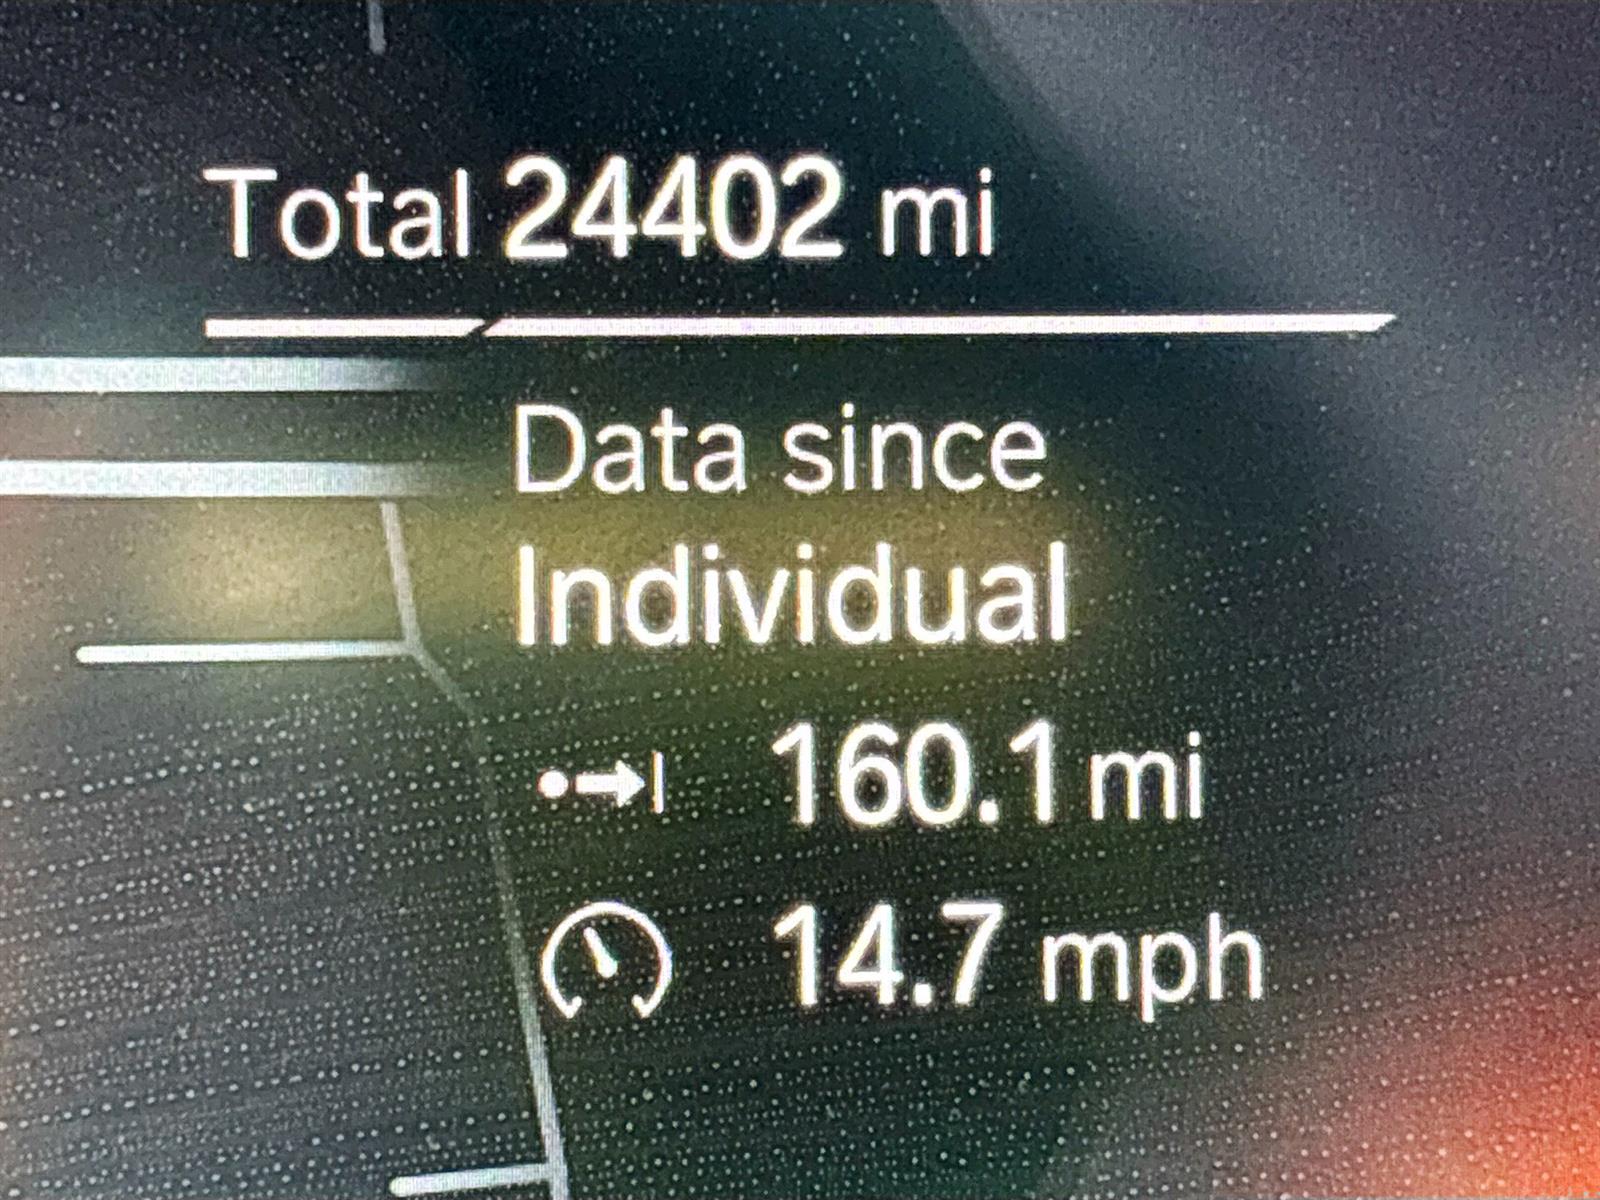 Total 24402 mi
Data since
Individual
160.1 mi
14.7 mph